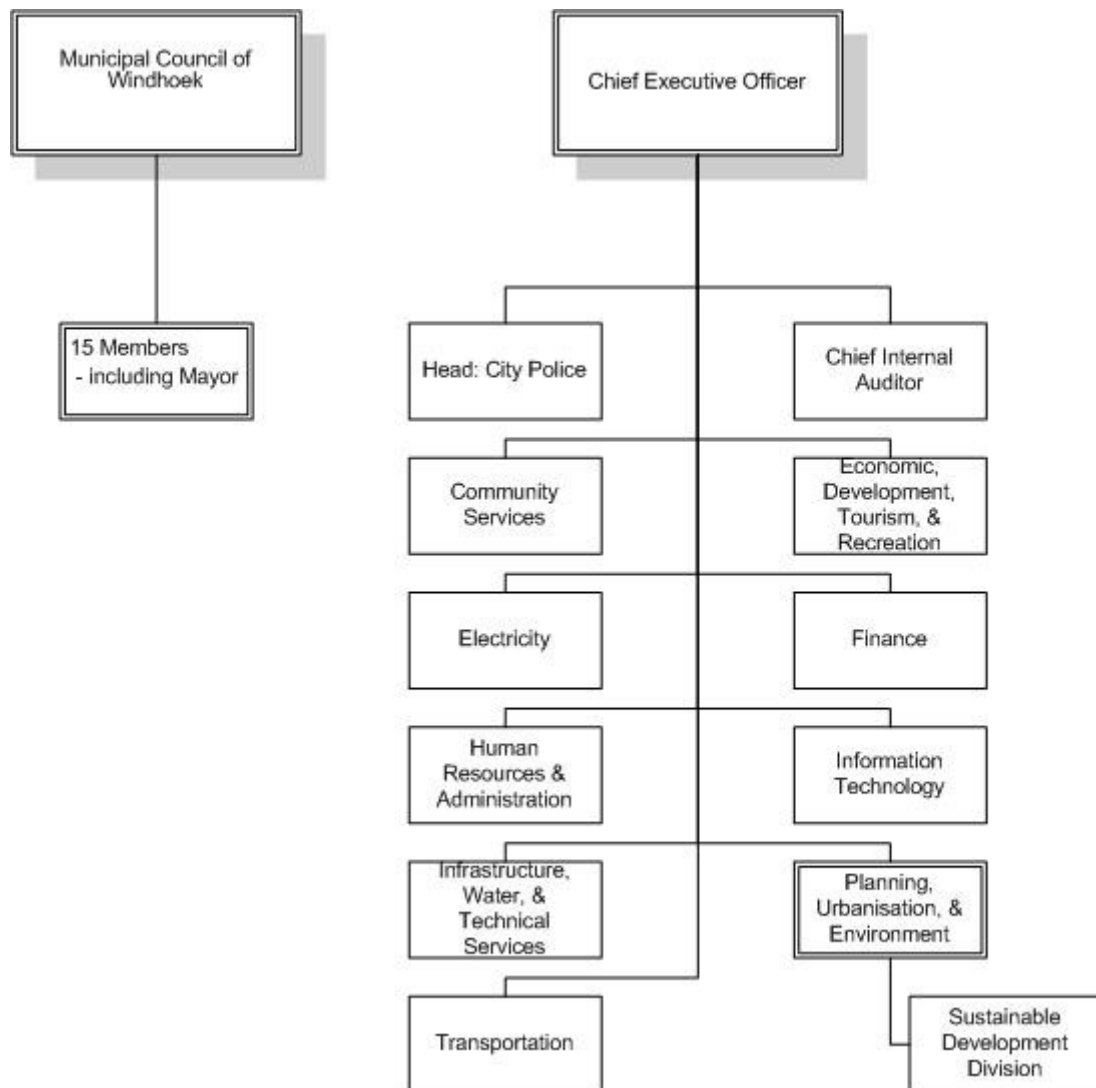 Municipal Council of
Windhoek
Chief Executive Officer
15 Members
- including Mayor
Head: City Police
Chief Internal
Auditor
Community
Services
Economic,
Development,
Tourism, &
Recreation
Electricity
Finance
Human
Resources &
Administration
Information
Technology
Infrastructure,
Water, &
Technical
Services
Planning,
Urbanisation, &
Environment
Transportation
Sustainable
Development
Division